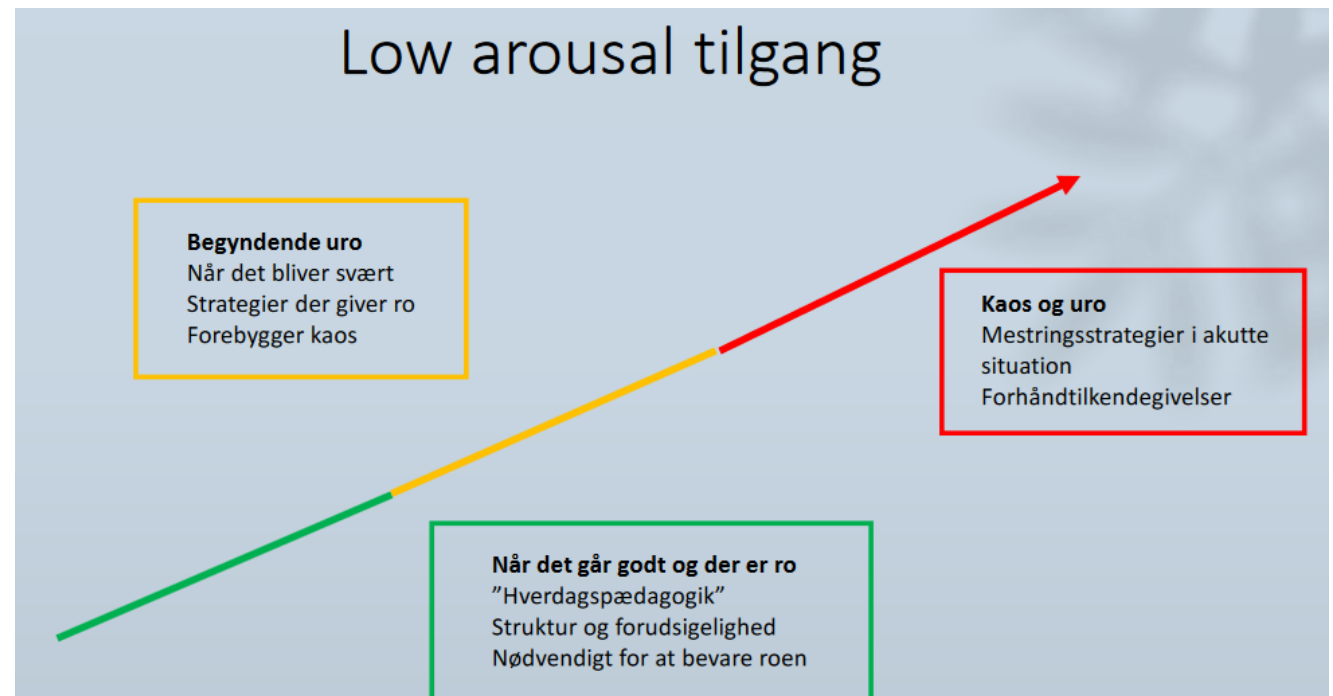 Low arousal tilgang
Begyndende uro
Når det bliver svært
Strategier der giver ro
Forebygger kaos
Kaos og uro
Mestringsstrategier i akutte
situation
Forhåndtilkendegivelser
Når det går godt og der er ro
”Hverdagspædagogik”
Struktur og forudsigelighed
Nødvendigt for at bevare roen